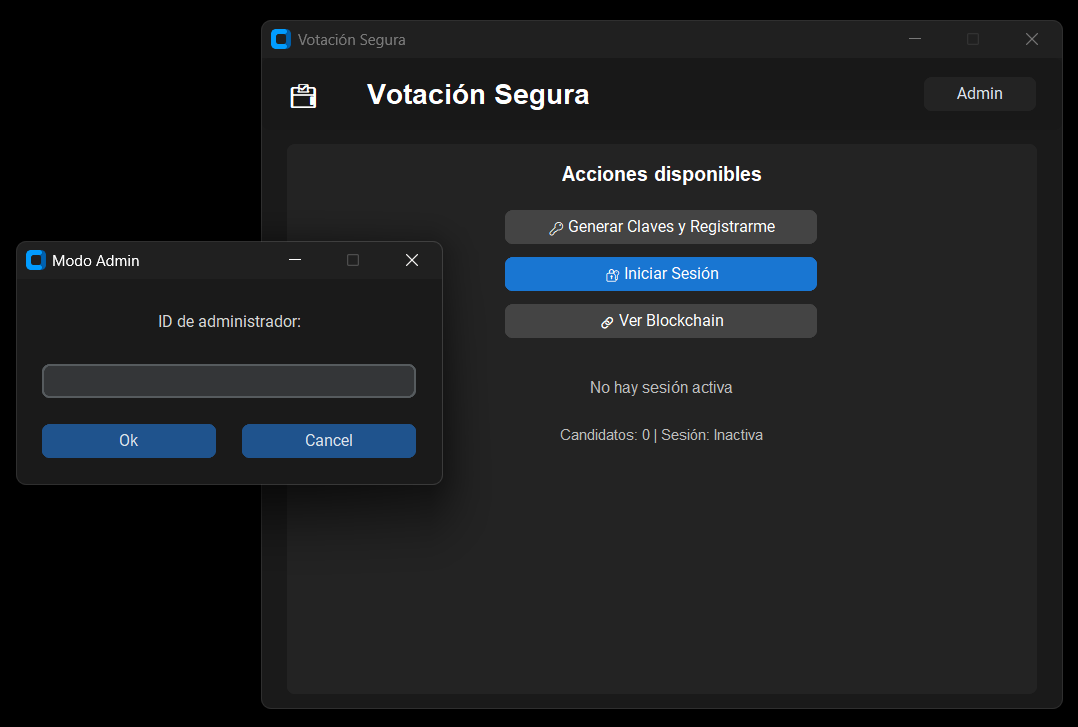 Votación Segura
Votación Segura
Admin
Acciones disponibles
Generar Claves y Registrarme
Iniciar Sesión
Ver Blockchain
No hay sesión activa
Candidatos: 0 | Sesión: Inactiva
Modo Admin
ID de administrador:
Ok
Cancel